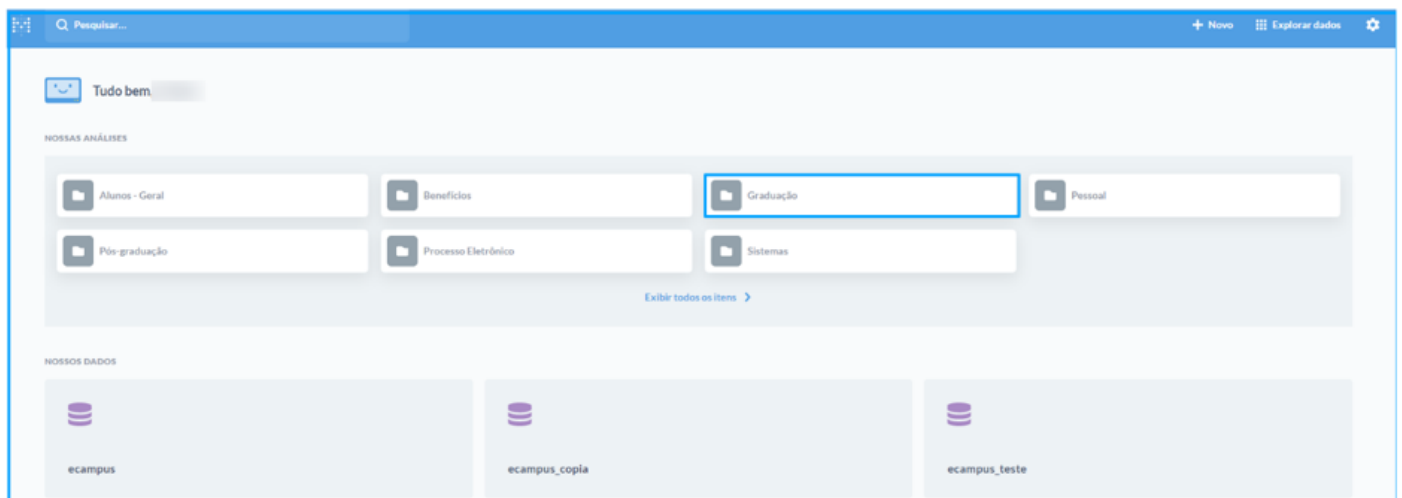 Pesquisar...
+ Novo
Explorar dados
Tudo bem,
NOSSAS ANÁLISES
Alunos - Geral
Benefícios
Graduação
Pessoal
Pós-graduação
Processo Eletrônico
Sistemas
Exibir todos os itens >
NOSSOS DADOS
ecampus
ecampus_copia
ecampus_teste